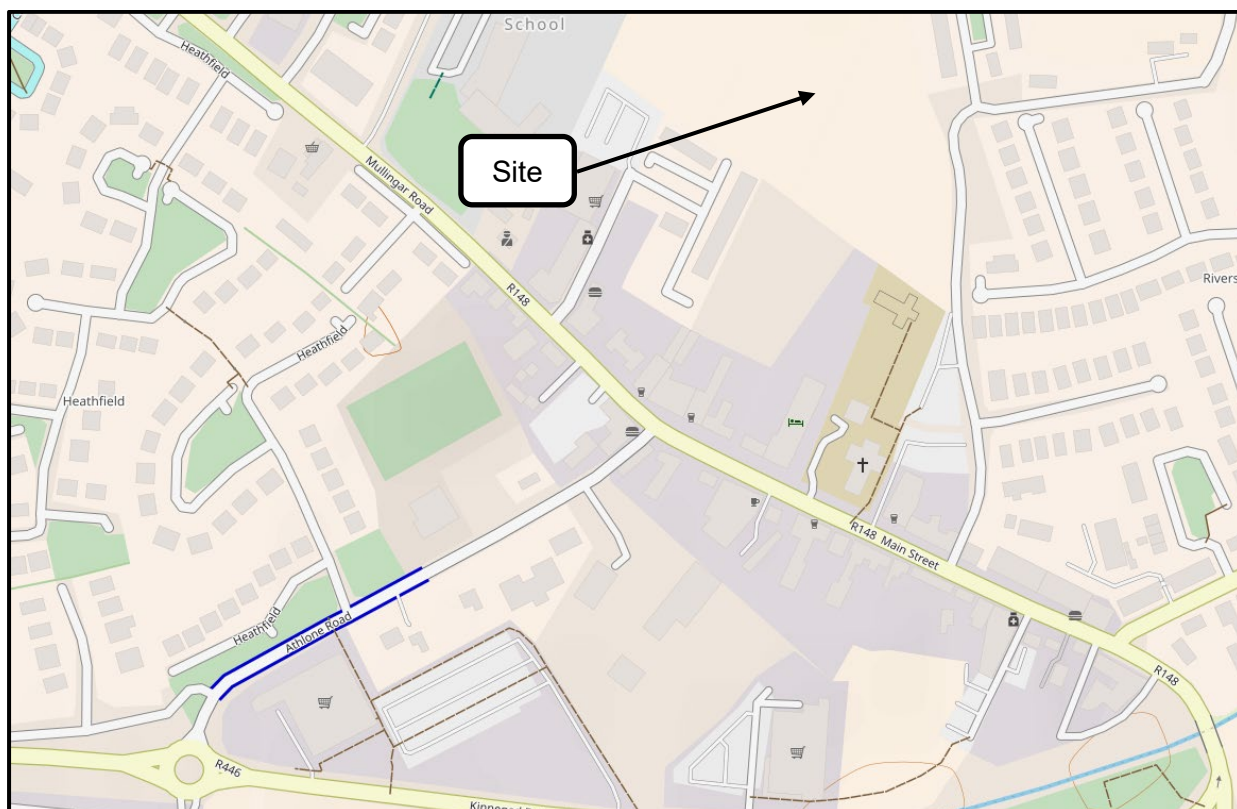 School
Heathfield
Site
Mullingar Road
R148
Heathfield
Heathfield
Rivers
R148 Main Street
Heathfield
Athlone Road
R148
R446